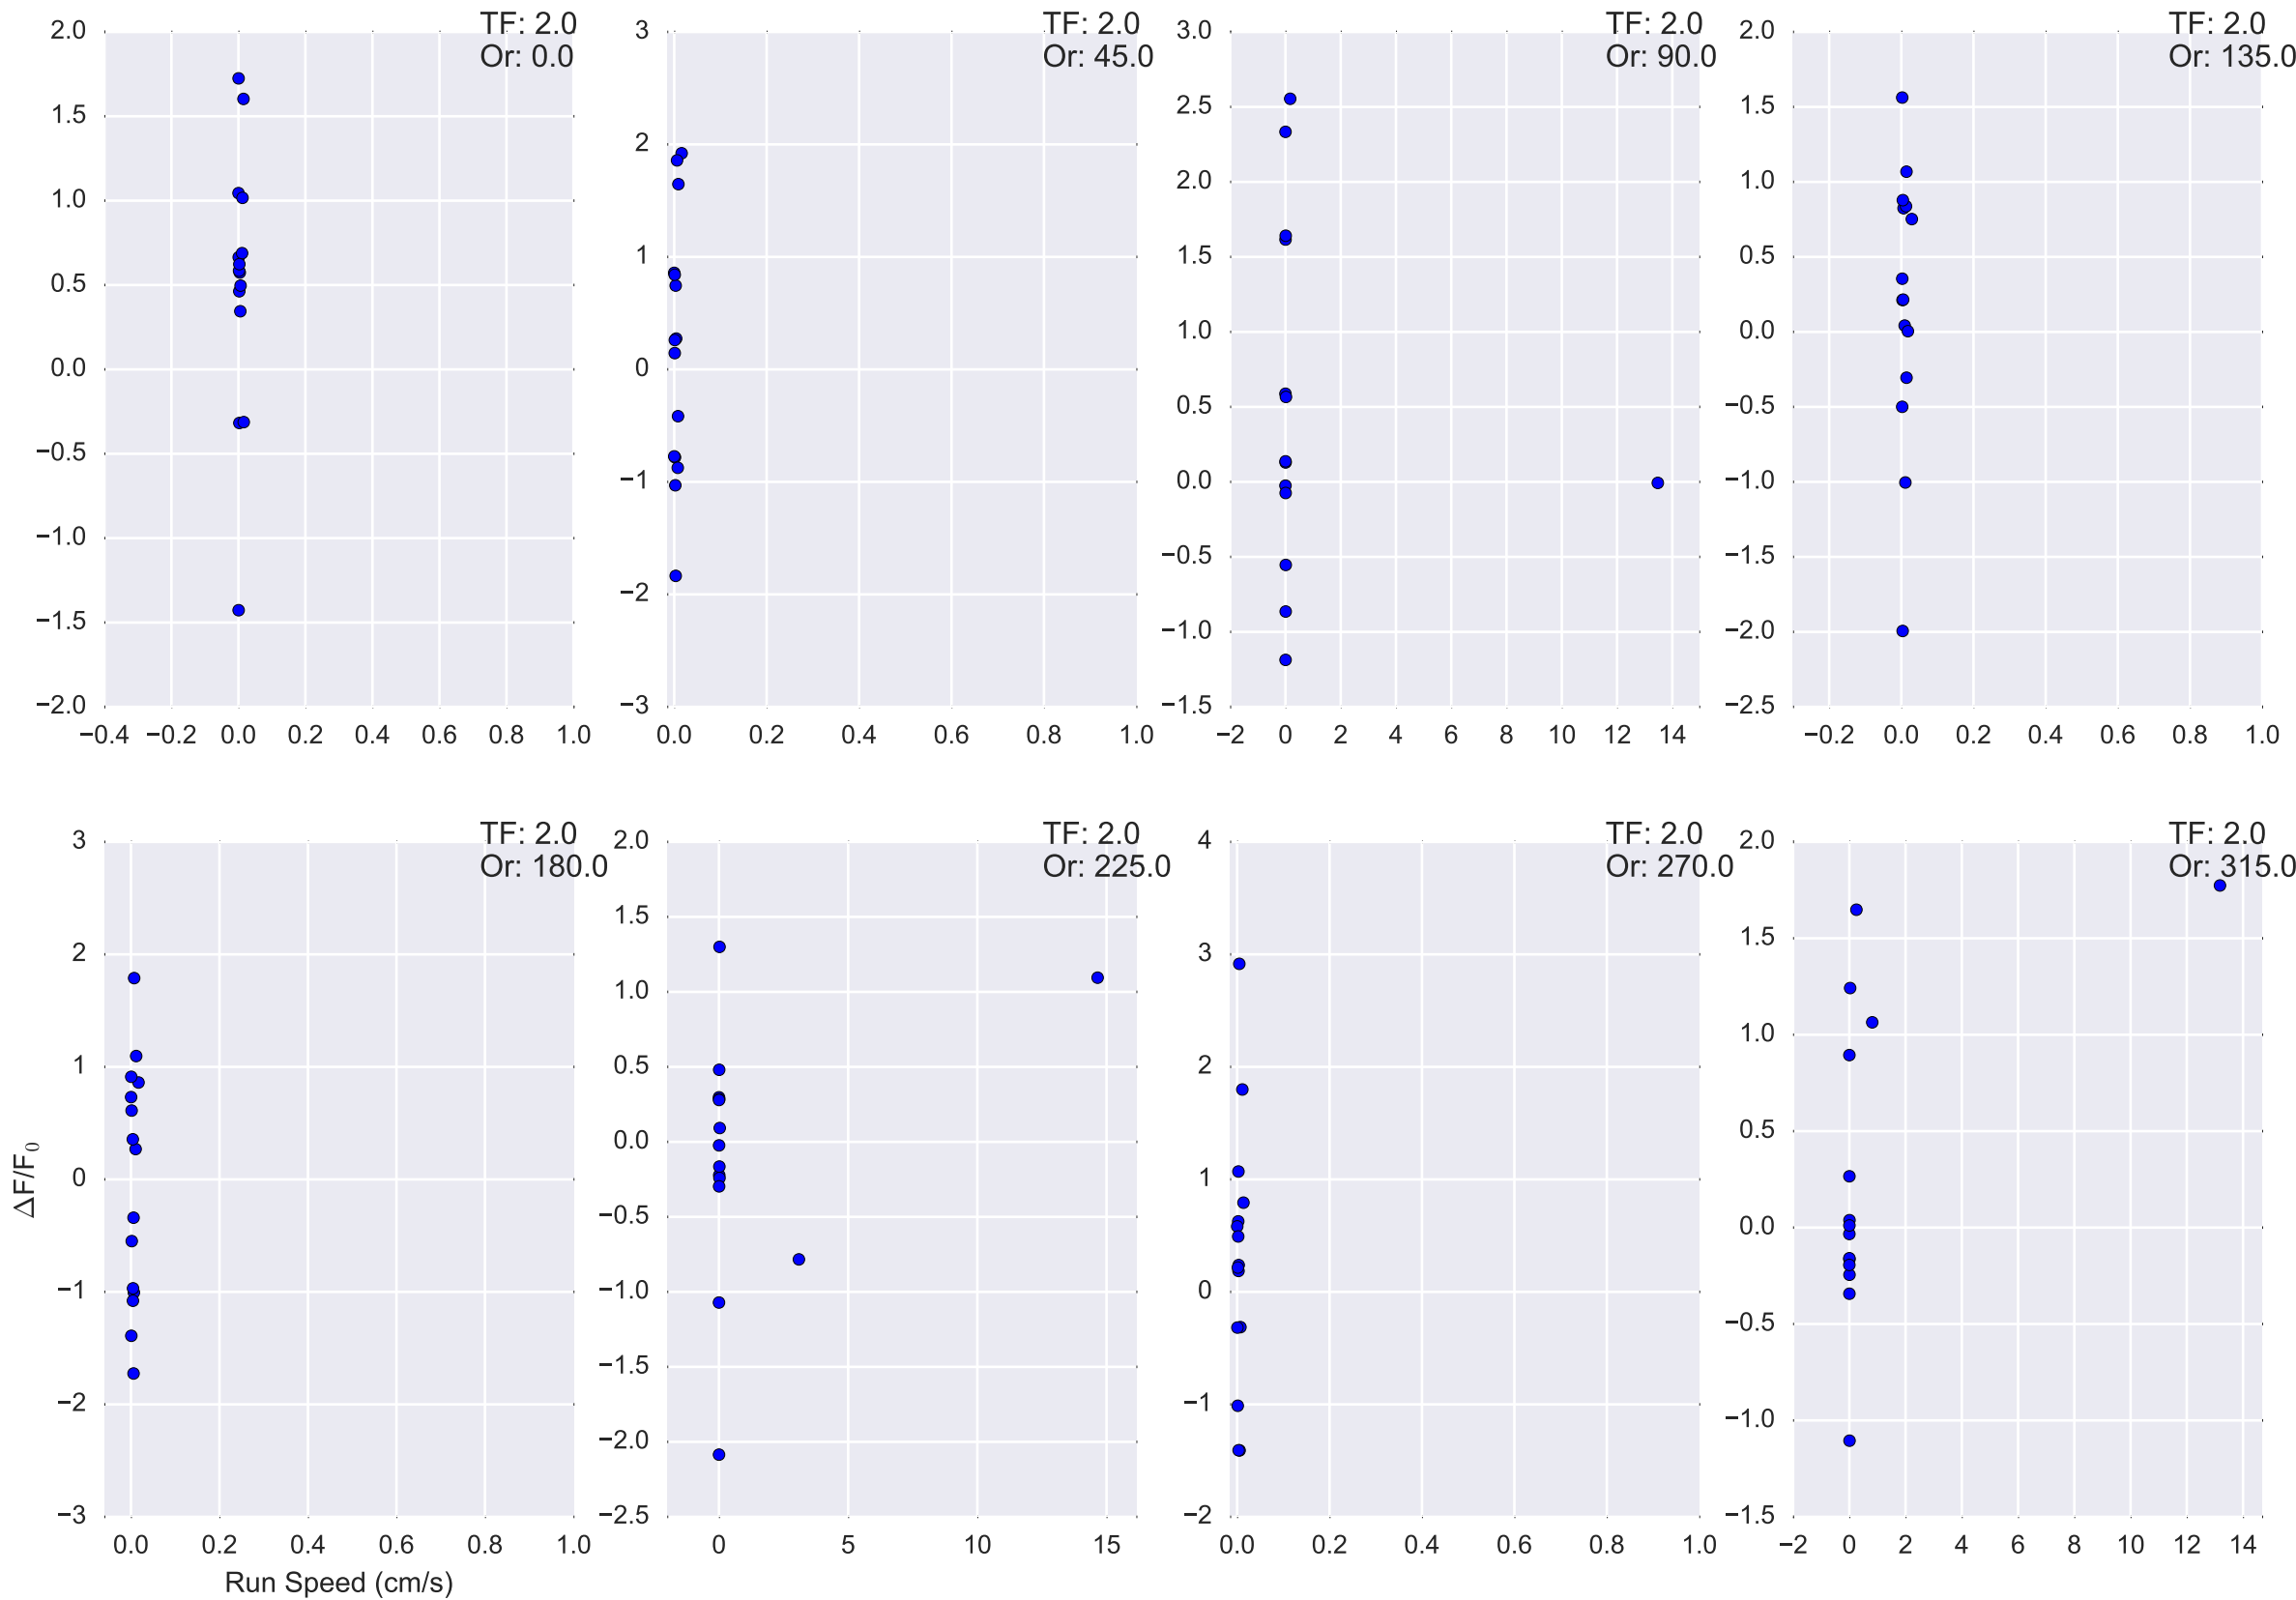 TF: 2.0
Or: 0.0
2.0
1.5
1.0
0.5
0.0
−0.5
−1.0
−1.5
−2.0
−0.4 −0.2 0.0 0.2 0.4 0.6 0.8 1.0
TF: 2.0
Or: 45.0
3
2
1
0
−1
−2
−3
0.0 0.2 0.4 0.6 0.8 1.0
TF: 2.0
Or: 90.0
3.0
2.5
2.0
1.5
1.0
0.5
0.0
−0.5
−1.0
−1.5
−2 0 2 4 6 8 10 12 14
TF: 2.0
Or: 135.0
2.0
1.5
1.0
0.5
0.0
−0.5
−1.0
−1.5
−2.0
−2.5
−0.2 0.0 0.2 0.4 0.6 0.8 1.0
TF: 2.0
Or: 180.0
3
2
1
0
−1
−2
−3
0.0 0.2 0.4 0.6 0.8 1.0
ΔF/F₀
Run Speed (cm/s)
TF: 2.0
Or: 225.0
2.0
1.5
1.0
0.5
0.0
−0.5
−1.0
−1.5
−2.0
−2.5
0 5 10 15
TF: 2.0
Or: 270.0
4
3
2
1
0
−1
−2
0.0 0.2 0.4 0.6 0.8 1.0
TF: 2.0
Or: 315.0
2.0
1.5
1.0
0.5
0.0
−0.5
−1.0
−1.5
−2 0 2 4 6 8 10 12 14